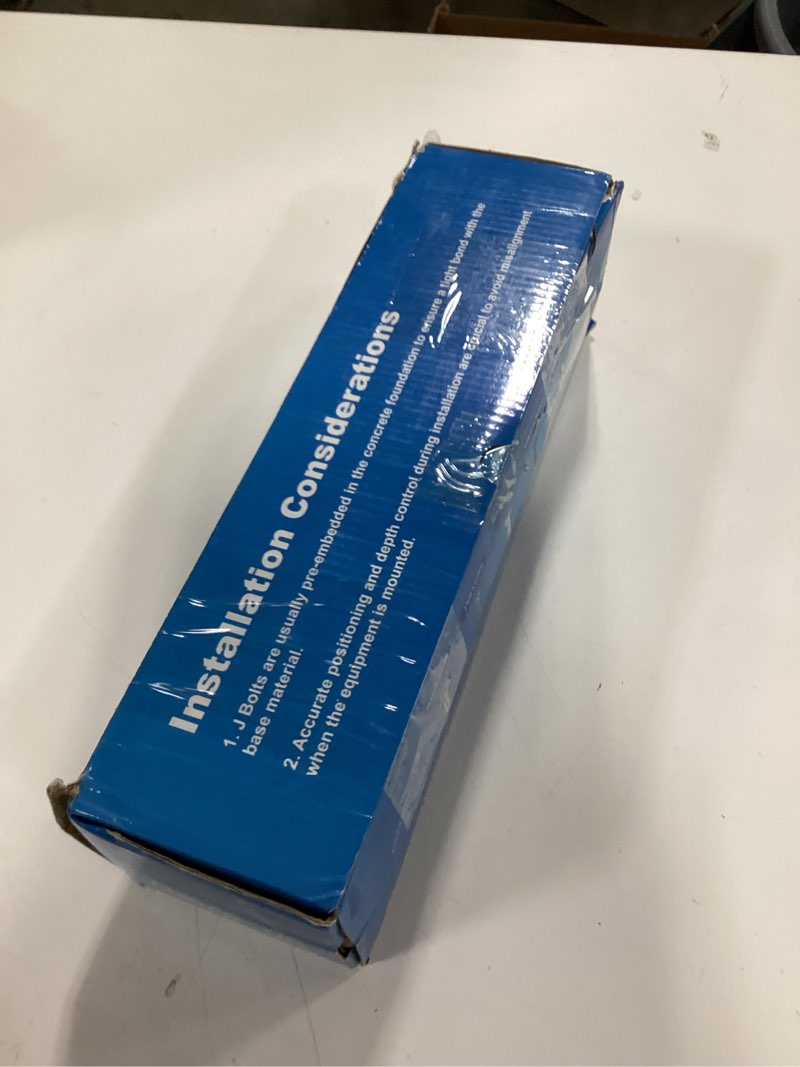 Installation Considerations
1. J Bolts are usually pre-embedded in the concrete foundation to ensure a tight bond with the
base material.
2. Accurate positioning and depth control during installation are crucial to avoid misalignment
when the equipment is mounted.